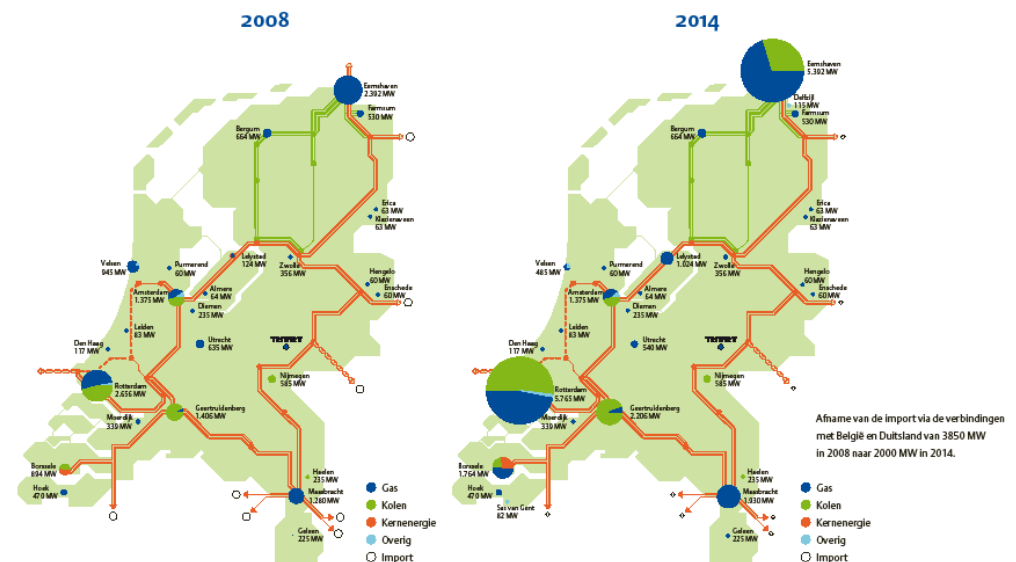 2008
Eemshaven
2.392 MW
Farmsum
530 MW
Bergum
664 MW
Erica
63 MW
Klazienaveen
63 MW
Velsen
945 MW
Purmerend
60 MW
Lelystad
124 MW
Zwolle
356 MW
Hengelo
60 MW
Enschede
60 MW
Amsterdam
1.375 MW
Almere
64 MW
Diemen
235 MW
Leiden
83 MW
Den Haag
117 MW
Utrecht
635 MW
Nijmegen
585 MW
Rotterdam
2.656 MW
Geertruidenberg
1.406 MW
Moerdijk
339 MW
Borssele
894 MW
Hoek
470 MW
Haelen
235 MW
Maasbracht
1.280 MW
Geleen
225 MW
Gas
Kolen
Kernenergie
Overig
Import
2014
Eemshaven
5.392 MW
Delfzijl
115 MW
Farmsum
530 MW
Bergum
664 MW
Erica
63 MW
Klazienaveen
63 MW
Velsen
485 MW
Purmerend
60 MW
Lelystad
1.024 MW
Zwolle
356 MW
Hengelo
60 MW
Enschede
60 MW
Amsterdam
1.375 MW
Almere
64 MW
Diemen
235 MW
Leiden
83 MW
Den Haag
117 MW
Utrecht
540 MW
Nijmegen
585 MW
Rotterdam
5.765 MW
Geertruidenberg
2.206 MW
Moerdijk
339 MW
Borssele
1.764 MW
Hoek
470 MW
Sas van Gent
82 MW
Haelen
235 MW
Maasbracht
1.930 MW
Geleen
225 MW
Gas
Kolen
Kernenergie
Overig
Import
Afname van de import via de verbindingen
met België en Duitsland van 3850 MW
in 2008 naar 2000 MW in 2014.